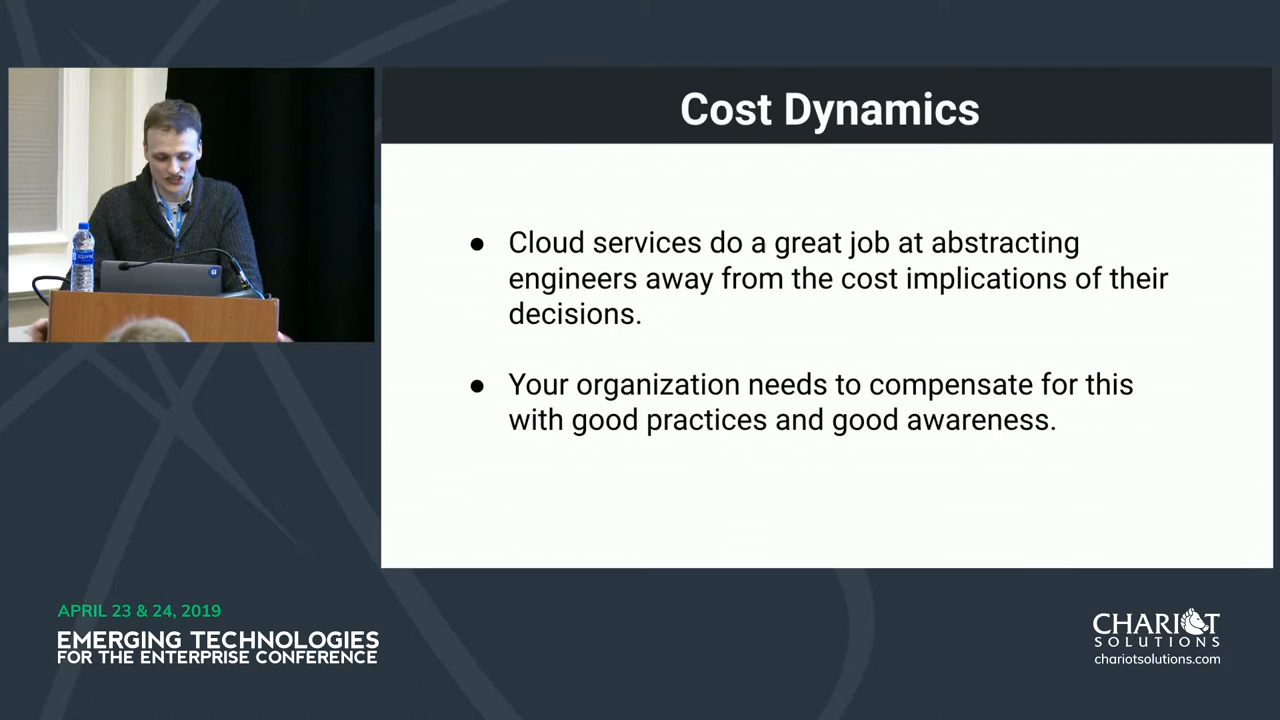 Cost Dynamics
● Cloud services do a great job at abstracting
engineers away from the cost implications of their
decisions.
● Your organization needs to compensate for this
with good practices and good awareness.
APRIL 23 & 24, 2019
EMERGING TECHNOLOGIES
FOR THE ENTERPRISE CONFERENCE
CHARIOT
SOLUTIONS
chariotsolutions.com